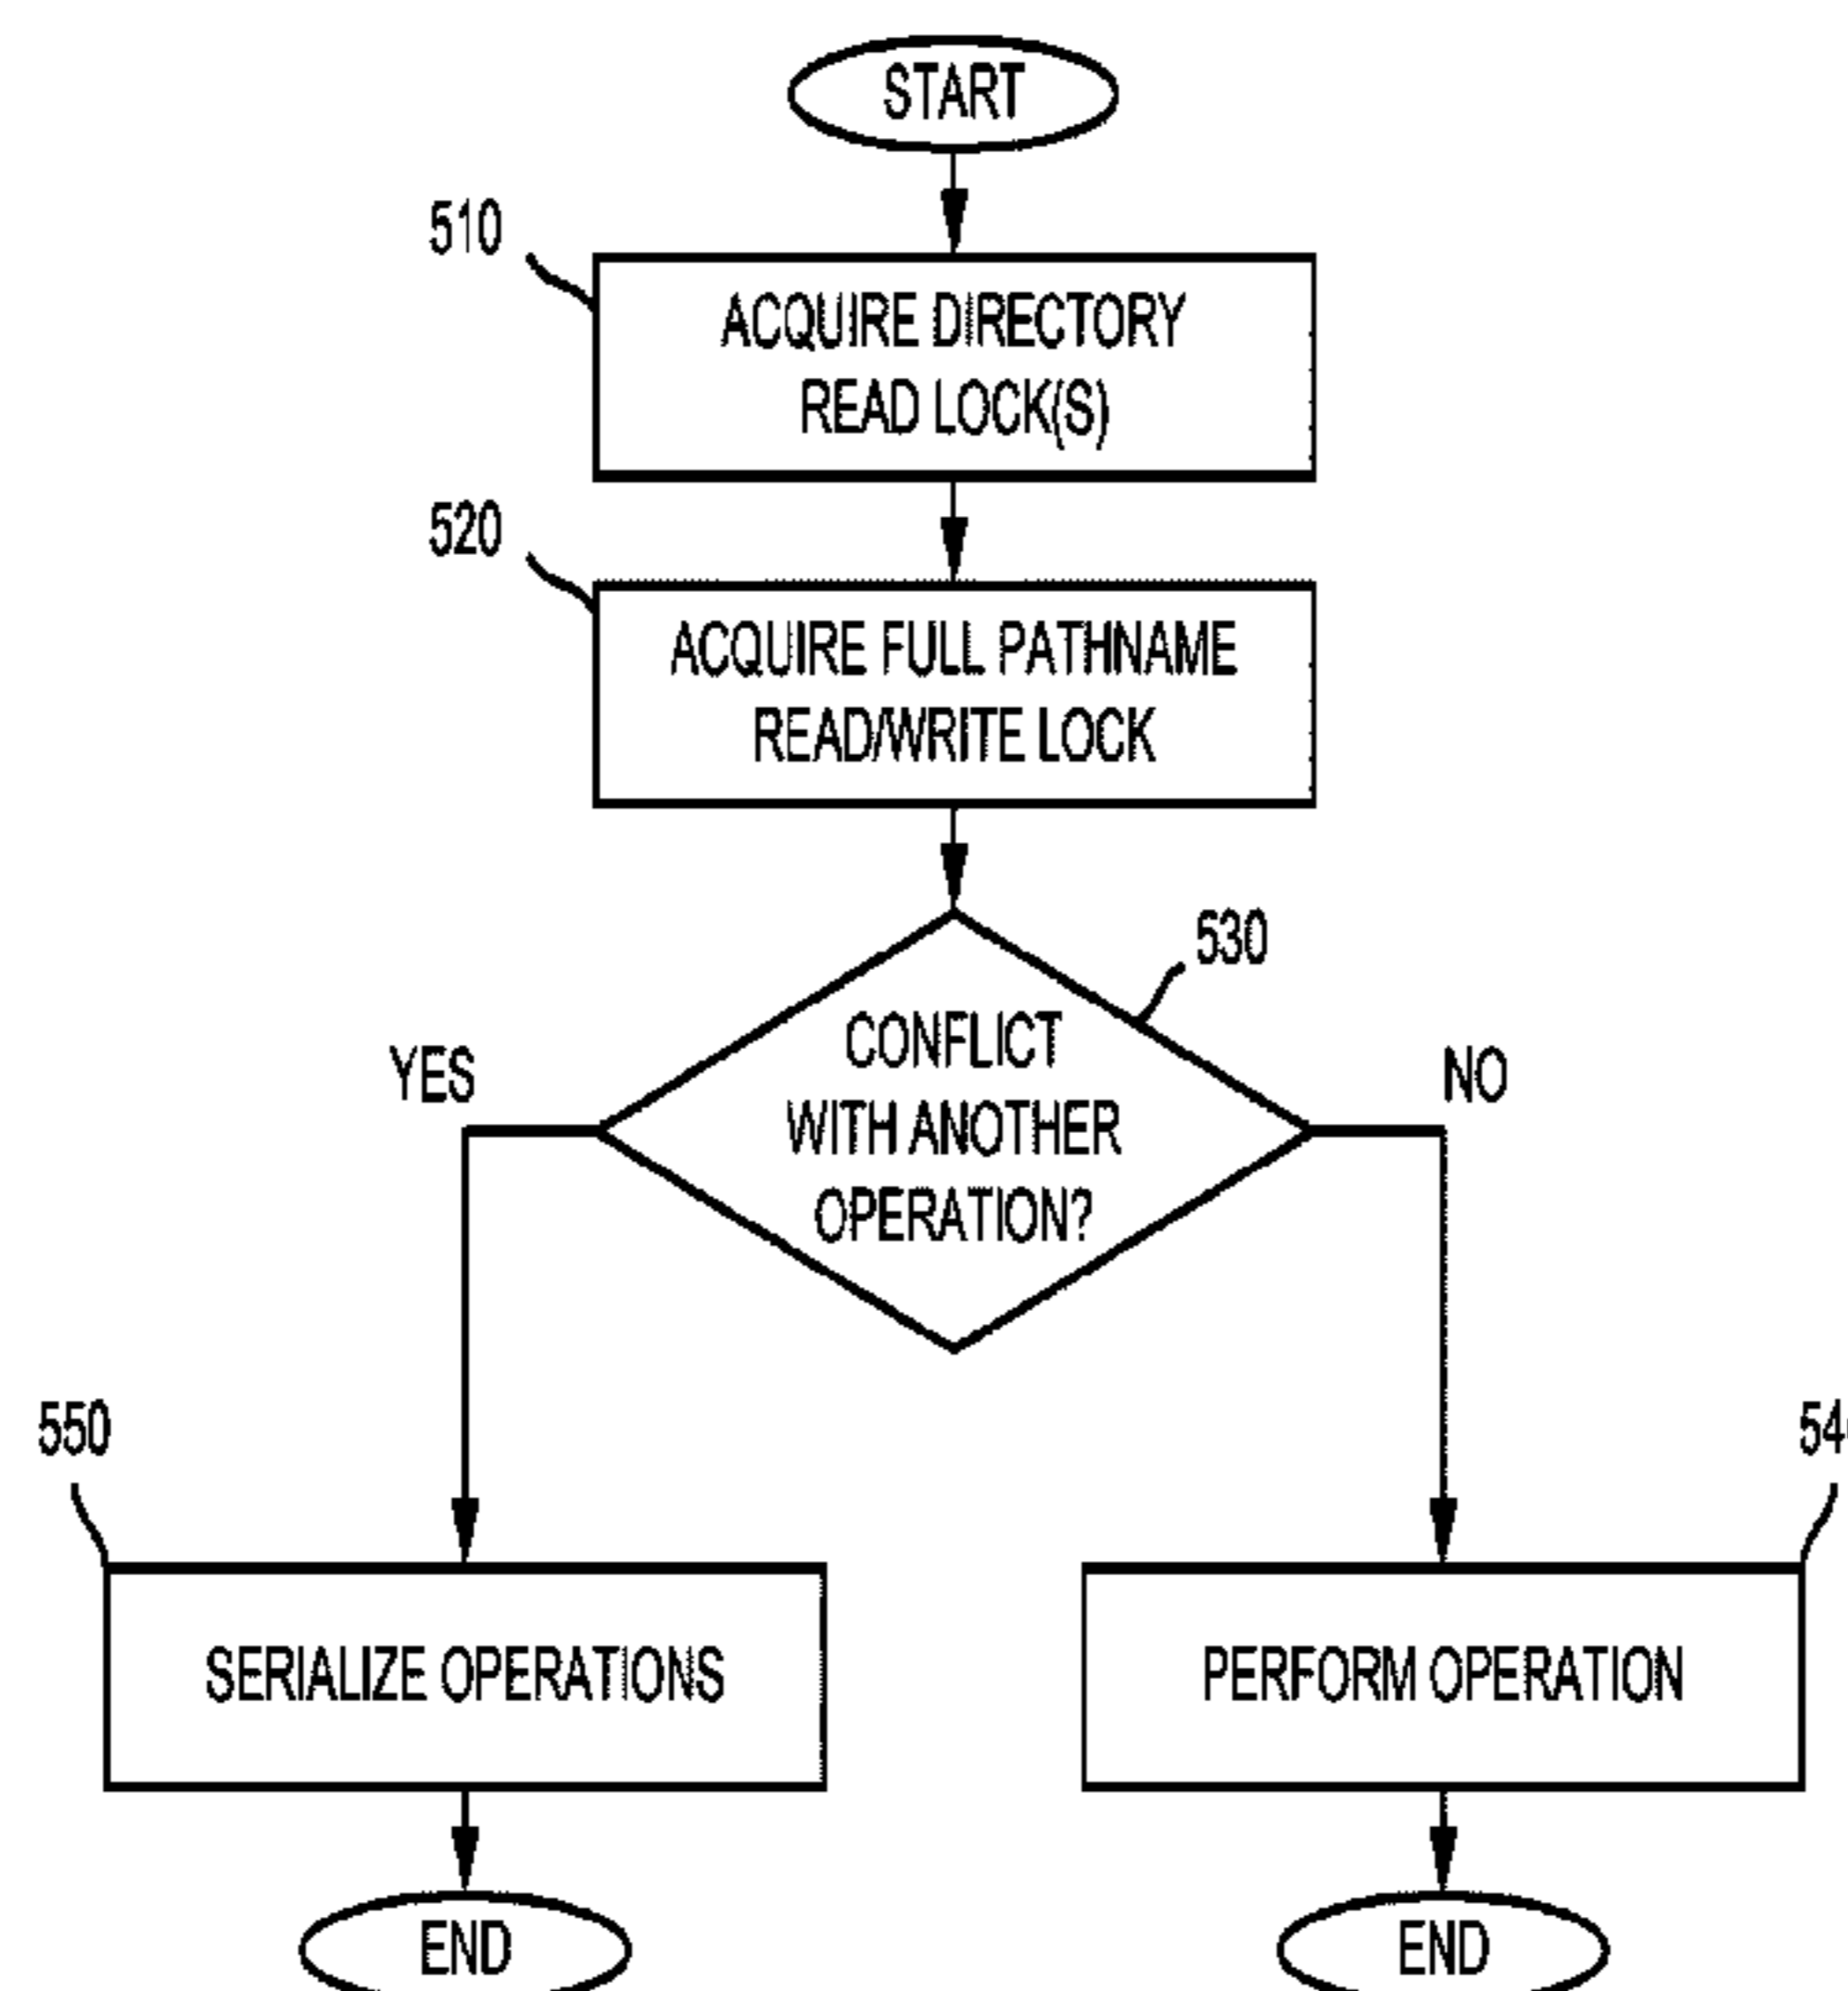 START
510
ACQUIRE DIRECTORY
READ LOCK(S)
520
ACQUIRE FULL PATHNAME
READ/WRITE LOCK
530
CONFLICT
WITH ANOTHER
OPERATION?
YES
NO
550
SERIALIZE OPERATIONS
PERFORM OPERATION
END
END